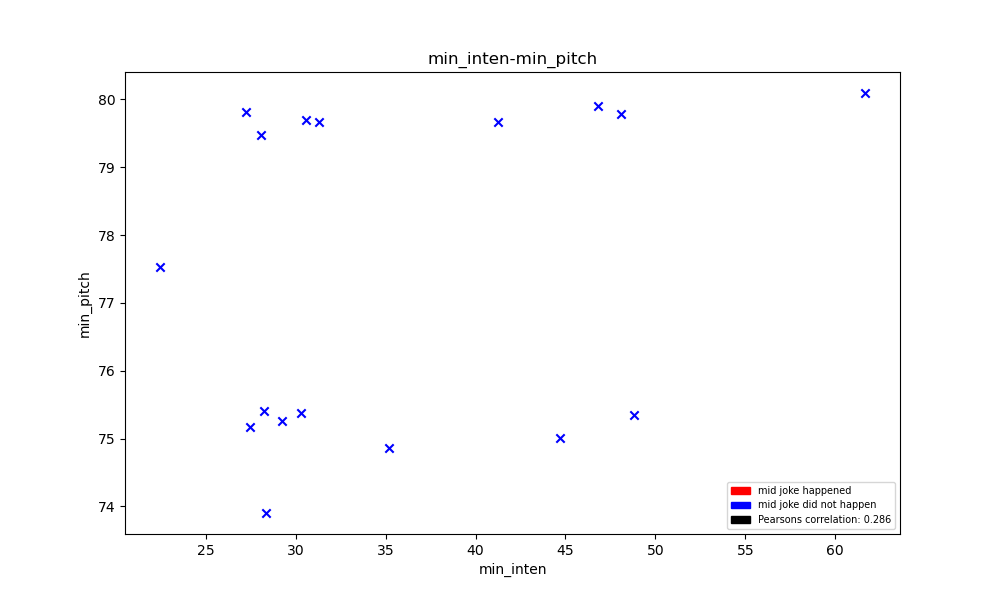 min_inten-min_pitch
80
79
78
77
76
75
74
min_pitch
25 30 35 40 45 50 55 60
min_inten
mid joke happened
mid joke did not happen
Pearsons correlation: 0.286